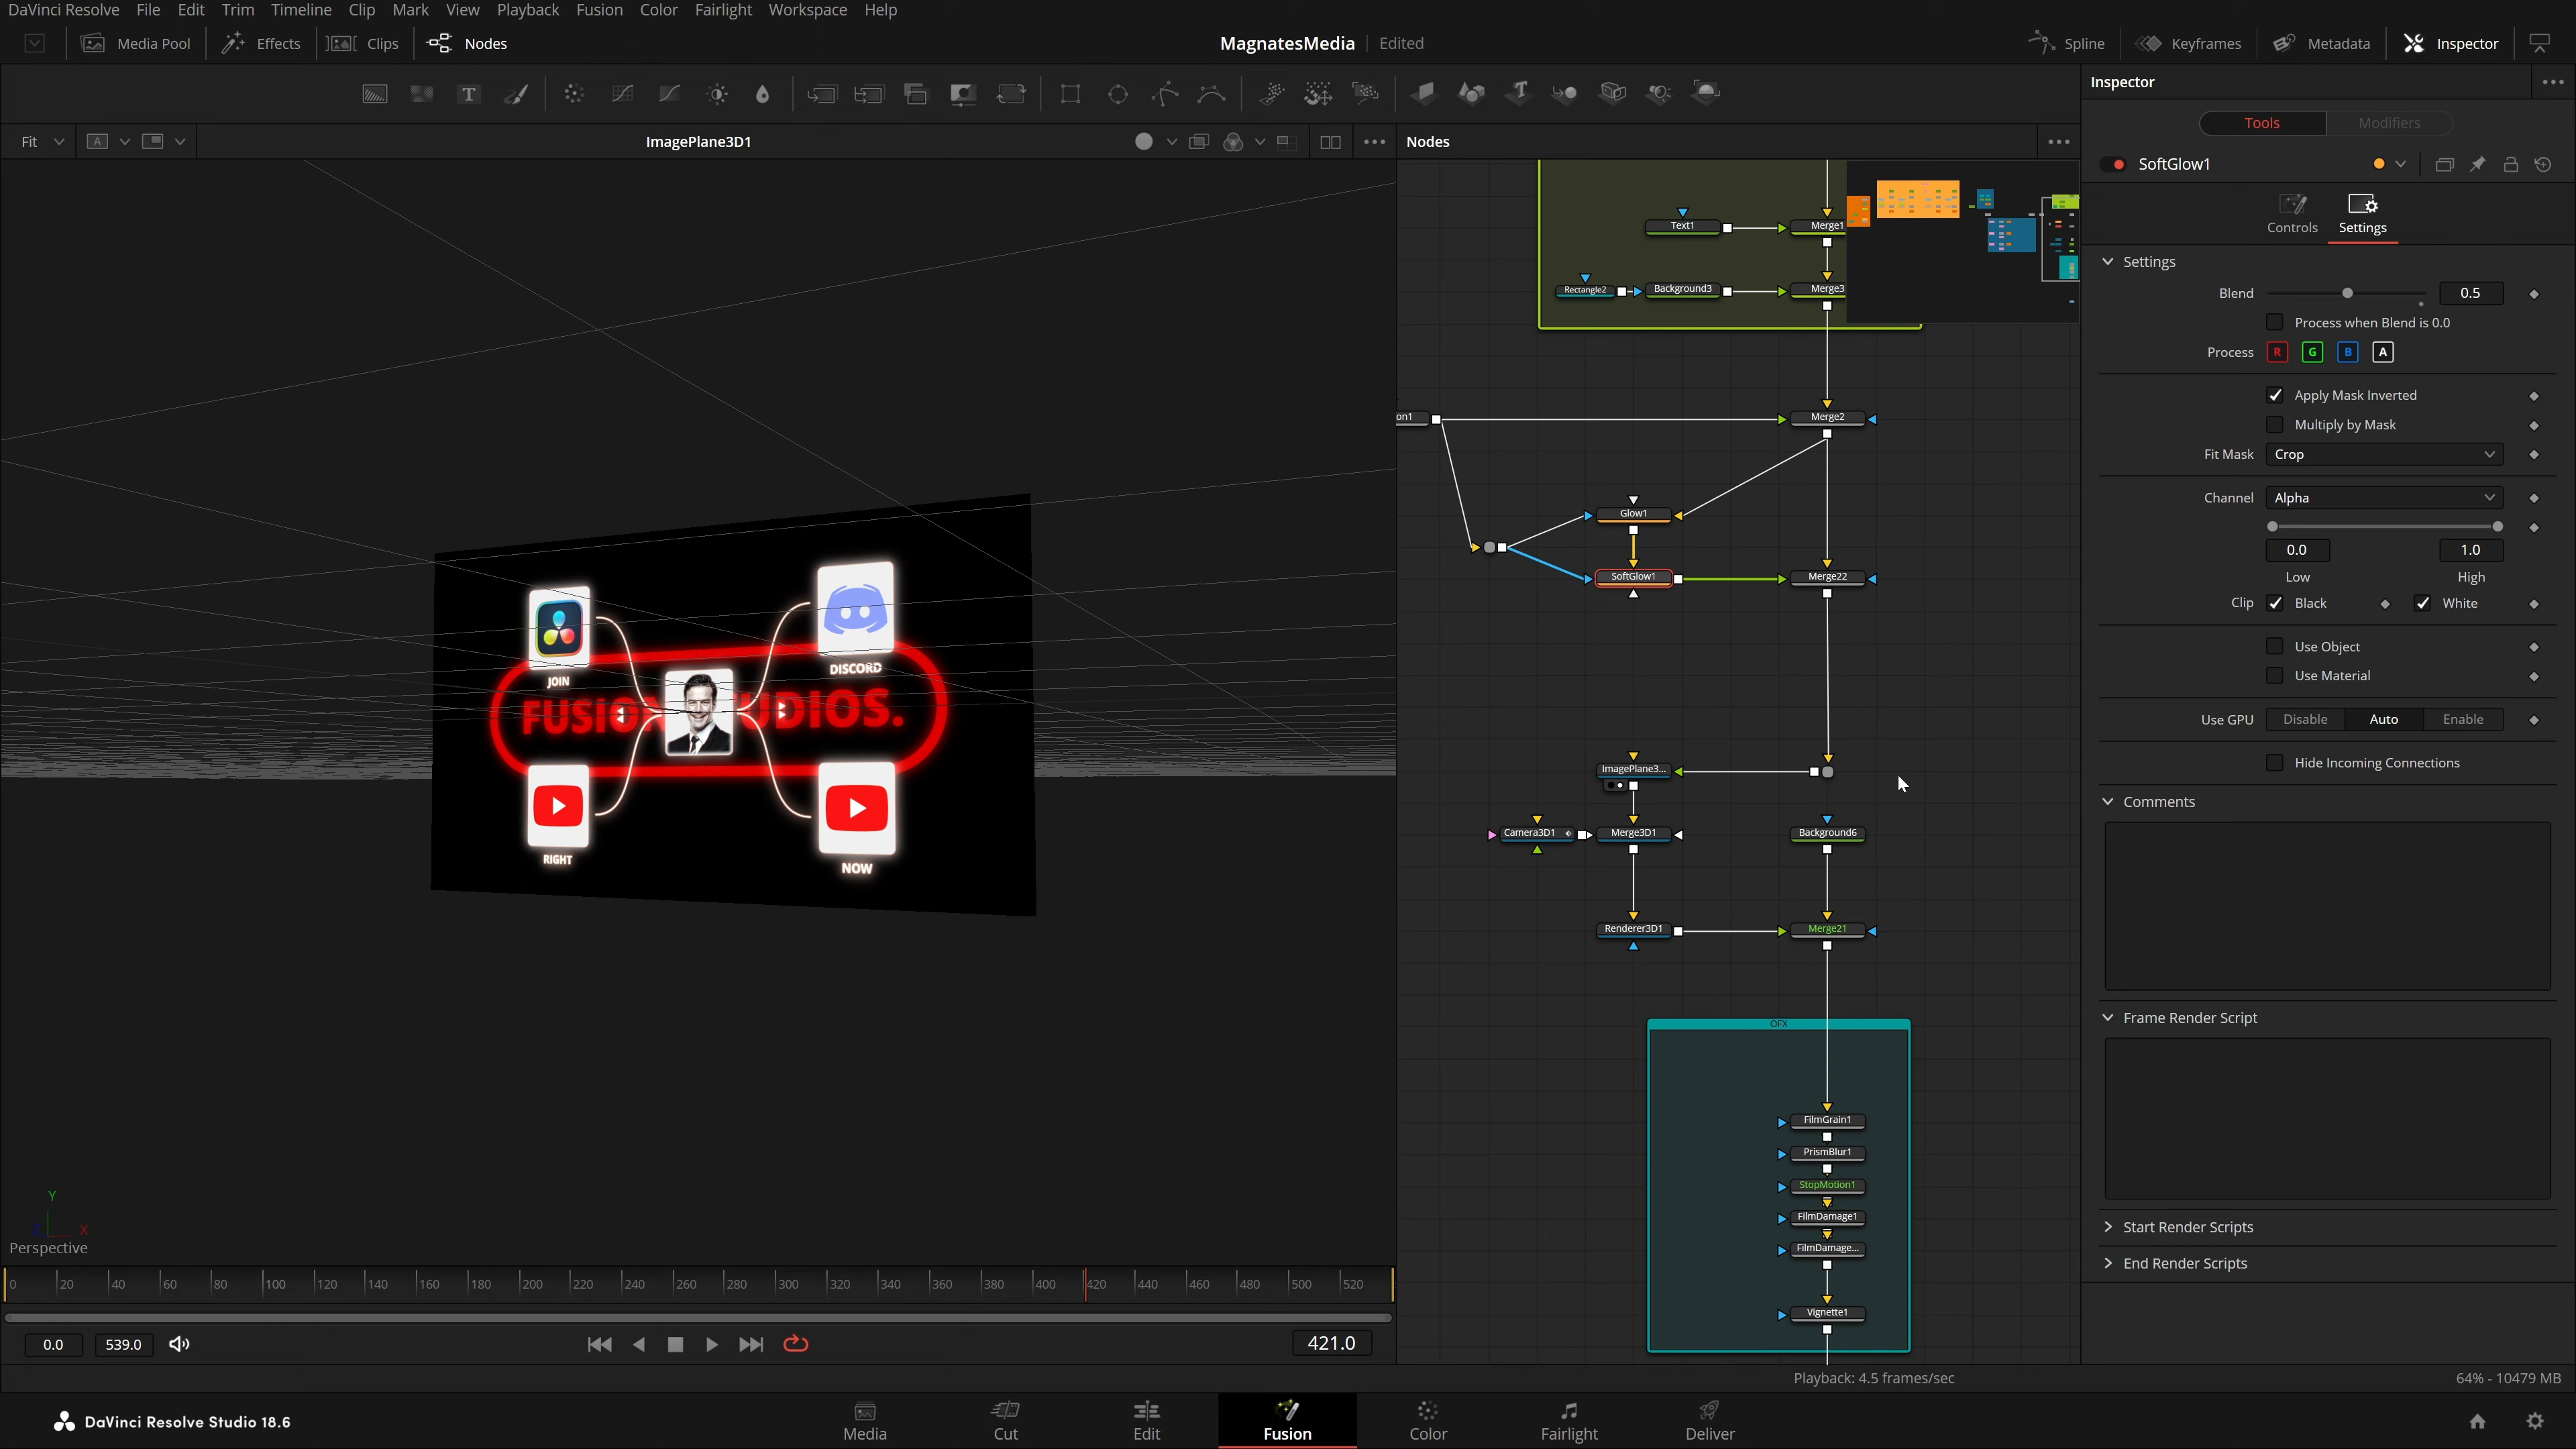 DaVinci Resolve File Edit Trim Timeline Clip Mark View Playback Fusion Color Fairlight Workspace Help
Media Pool Effects Clips Nodes MagnatesMedia Edited Spline Keyframes Metadata Inspector
Inspector
Fit A ImagePlane3D1 Nodes
Tools Modifiers
SoftGlow1
Controls Settings
Settings
Blend 0.5
Process when Blend is 0.0
Process R G B A
Apply Mask Inverted
Multiply by Mask
Fit Mask Crop
Channel Alpha
0.0 1.0
Low High
Clip Black White
Use Object
Use Material
Use GPU Disable Auto Enable
Hide Incoming Connections
Comments
Frame Render Script
Start Render Scripts
End Render Scripts
Text1 Merge1
Rectangle2 Background3 Merge3
on1 Merge2
Glow1
SoftGlow1 Merge22
ImagePlane3...
Camera3D1 Merge3D1 Background6
Renderer3D1 Merge21
OFX
FilmGrain1
PrismBlur1
StopMotion1
FilmDamage1
FilmDamage...
Vignette1
JOIN
DISCORD
FUSIO UDIOS.
RIGHT
NOW
Y
X
Perspective
0 20 40 60 80 100 120 140 160 180 200 220 240 260 280 300 320 340 360 380 400 420 440 460 480 500 520
0.0 539.0 421.0
Playback: 4.5 frames/sec 64% - 10479 MB
DaVinci Resolve Studio 18.6
Media Cut Edit Fusion Color Fairlight Deliver